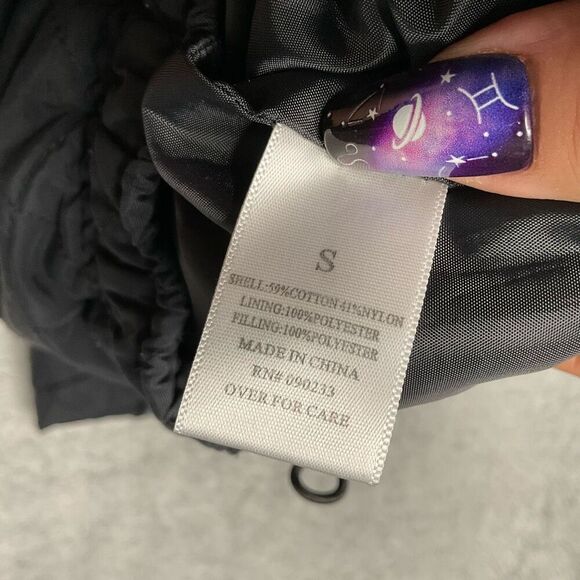 S
SHELL:59%COTTON 41%NYLON
LINING:100%POLYESTER
FILLING:100%POLYESTER
MADE IN CHINA
RN# 090233
OVER FOR CARE